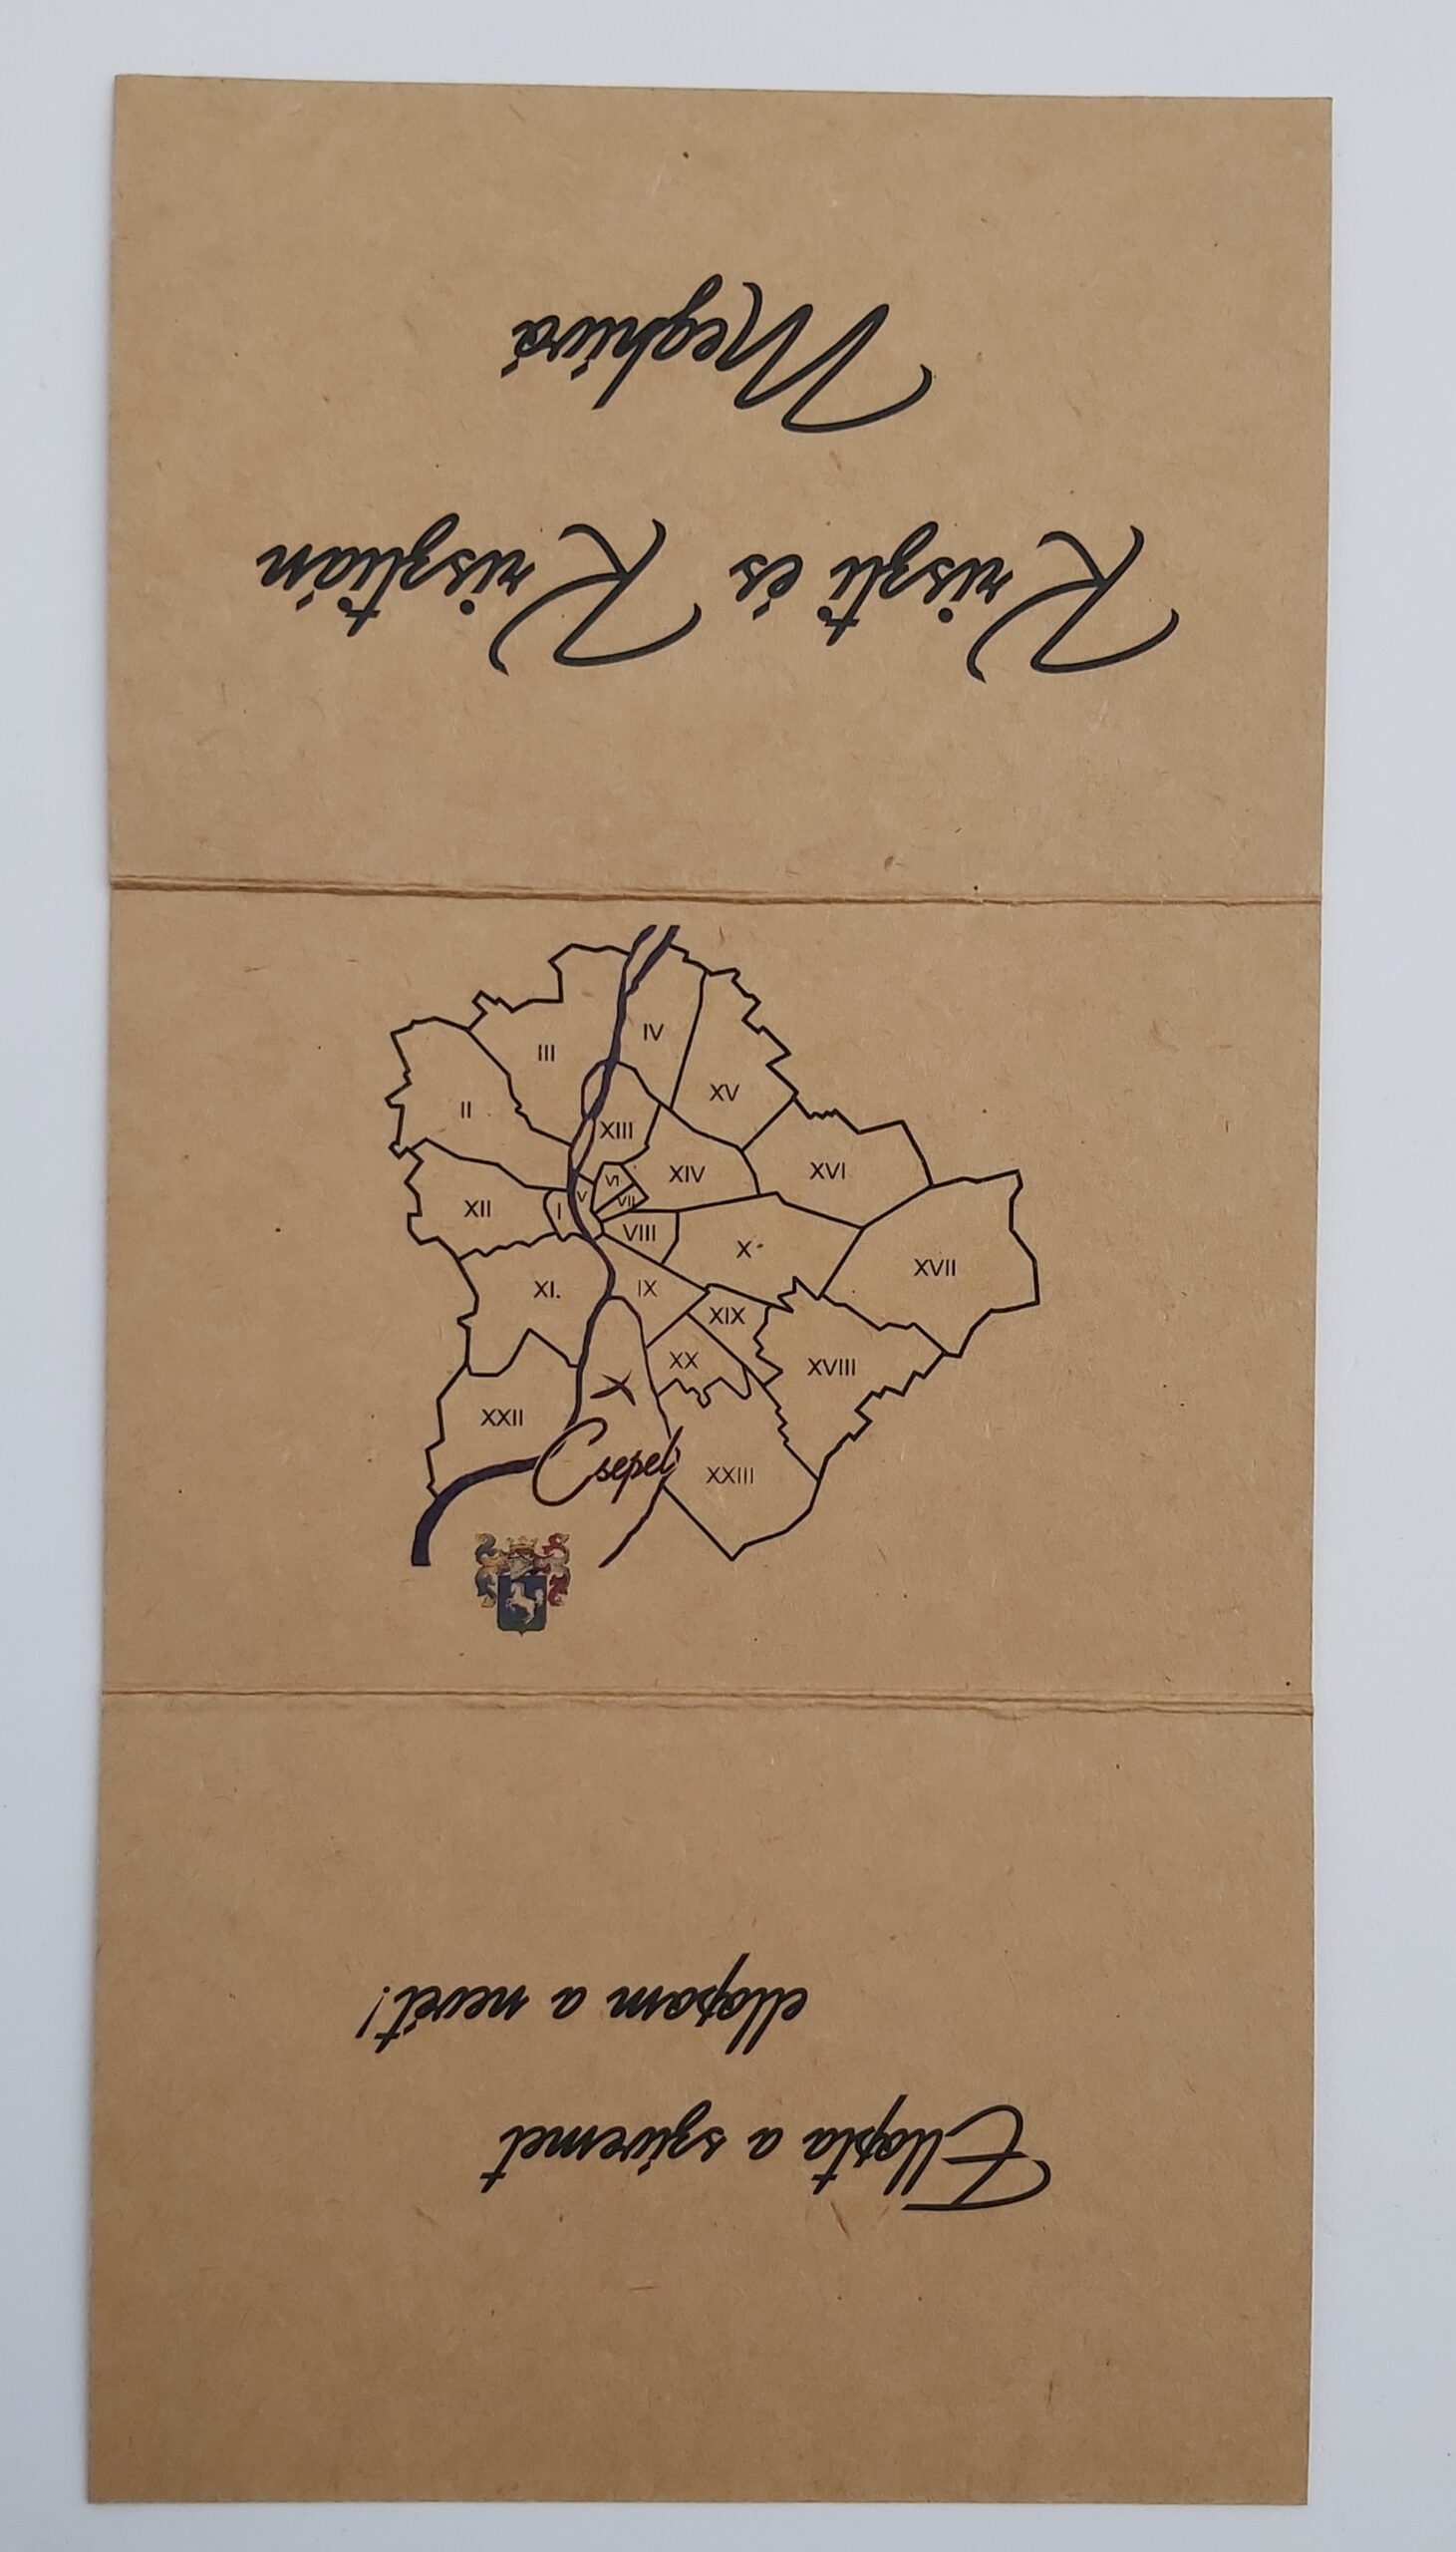 Kriszti és Krisztián
Meghívó
III
IV
XV
II
XIII
XIV
XVI
VI
VII
V
I
XII
VIII
X
XVII
XI.
IX
XIX
XX
XVIII
XXII
Csepel
XXIII
Ellopta a szívemet
ellopom a nevét!